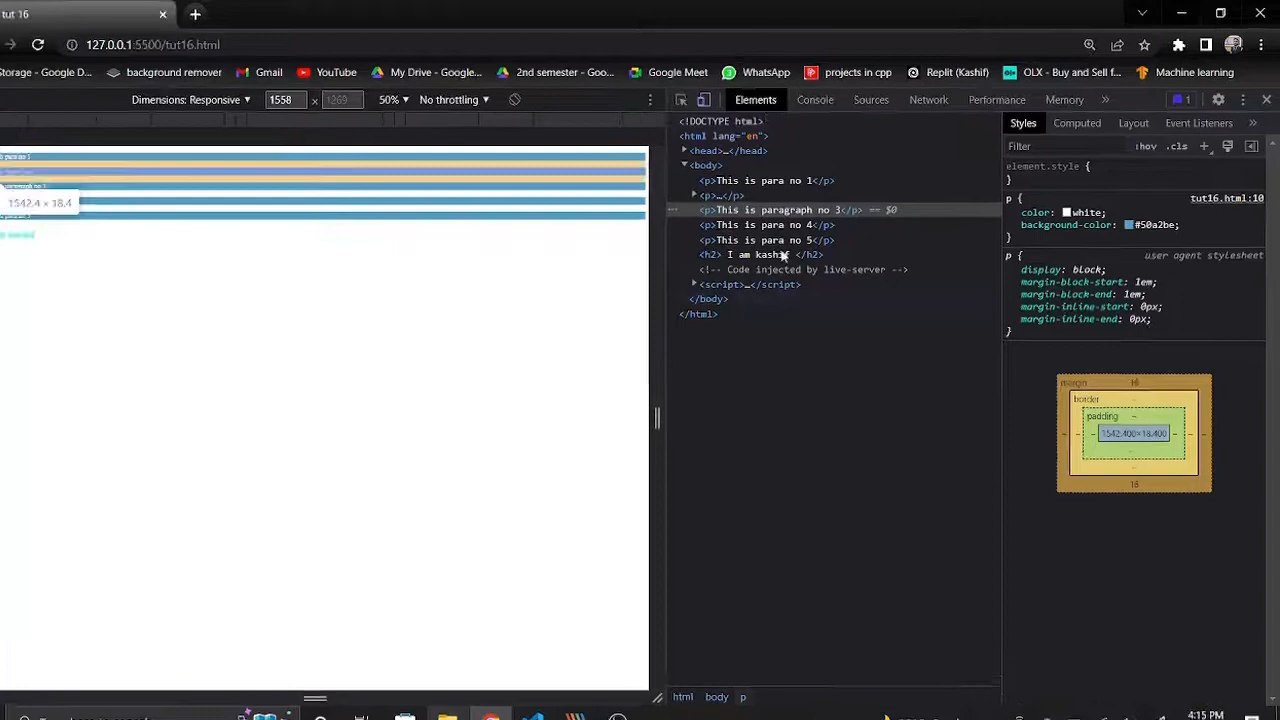 tut 16
127.0.0.1:5500/tut16.html
Storage - Google D... background remover Gmail YouTube My Drive - Google... 2nd semester - Goo... Google Meet WhatsApp projects in cpp Replit (Kashif) OLX - Buy and Sell f... Machine learning
Dimensions: Responsive 1558 x 1269 50% No throttling
Elements Console Sources Network Performance Memory 1
<!DOCTYPE html>
<html lang="en">
<head>…</head>
<body>
<p>This is para no 1</p>
<p>…</p>
<p>This is paragraph no 3</p> == $0
<p>This is para no 4</p>
<p>This is para no 5</p>
<h2> I am kashif </h2>
<!-- Code injected by live-server -->
<script>…</script>
</body>
</html>
1542.4 × 18.4
Styles Computed Layout Event Listeners
Filter :hov .cls
element.style {
}
p { tut16.html:10
color: white;
background-color: #50a2be;
}
p { user agent stylesheet
display: block;
margin-block-start: 1em;
margin-block-end: 1em;
margin-inline-start: 0px;
margin-inline-end: 0px;
}
margin 16
border -
padding -
- - - 1542.400×18.400 - - -
-
-
16
html body p
4:15 PM